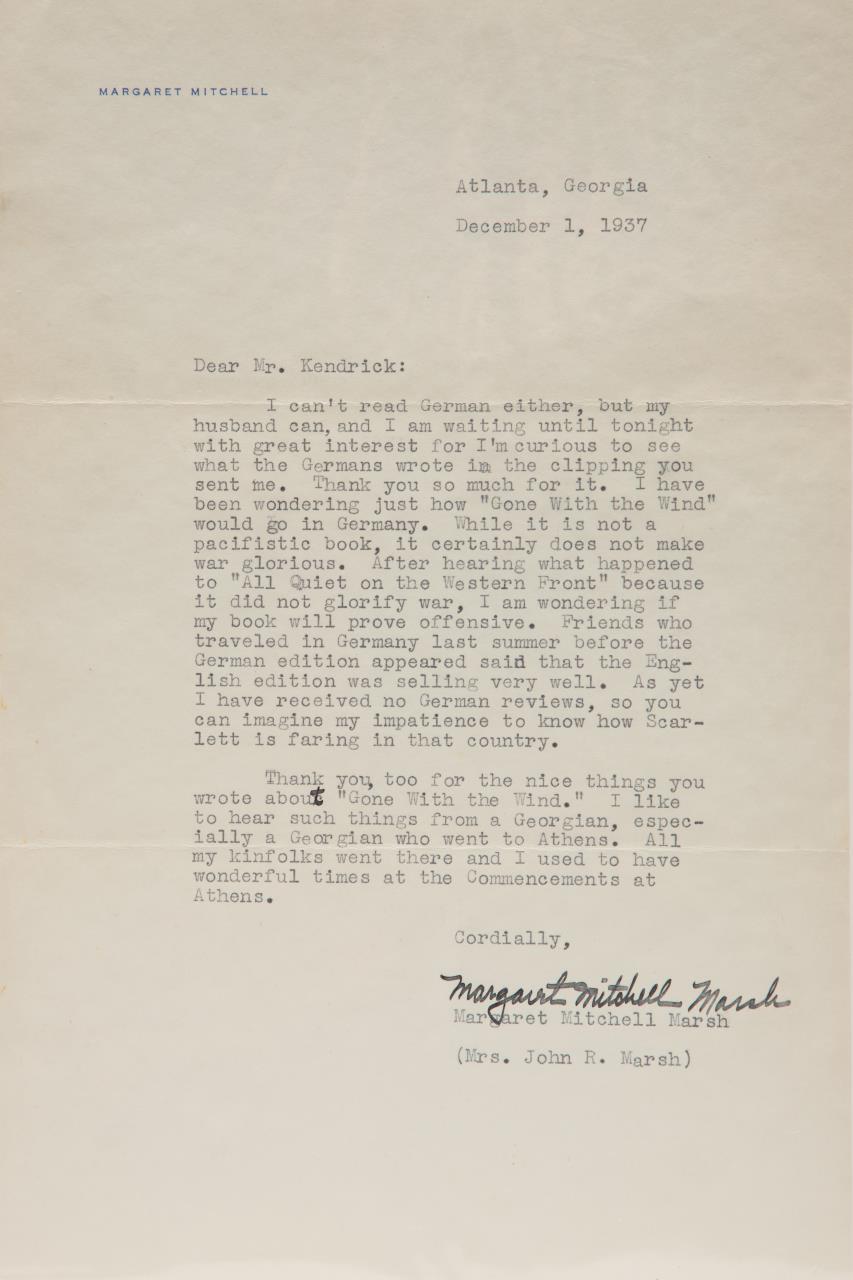 MARGARET MITCHELL
Atlanta, Georgia
December 1, 1937
Dear Mr. Kendrick:
I can't read German either, but my
husband can, and I am waiting until tonight
with great interest for I'm curious to see
what the Germans wrote in the clipping you
sent me. Thank you so much for it. I have
been wondering just how "Gone With the Wind"
would go in Germany. While it is not a
pacifistic book, it certainly does not make
war glorious. After hearing what happened
to "All Quiet on the Western Front" because
it did not glorify war, I am wondering if
my book will prove offensive. Friends who
traveled in Germany last summer before the
German edition appeared said that the Eng-
lish edition was selling very well. As yet
I have received no German reviews, so you
can imagine my impatience to know how Scar-
lett is faring in that country.
Thank you, too for the nice things you
wrote about "Gone With the Wind." I like
to hear such things from a Georgian, espec-
ially a Georgian who went to Athens. All
my kinfolks went there and I used to have
wonderful times at the Commencements at
Athens.
Cordially,
Margaret Mitchell Marsh
Margaret Mitchell Marsh
(Mrs. John R. Marsh)